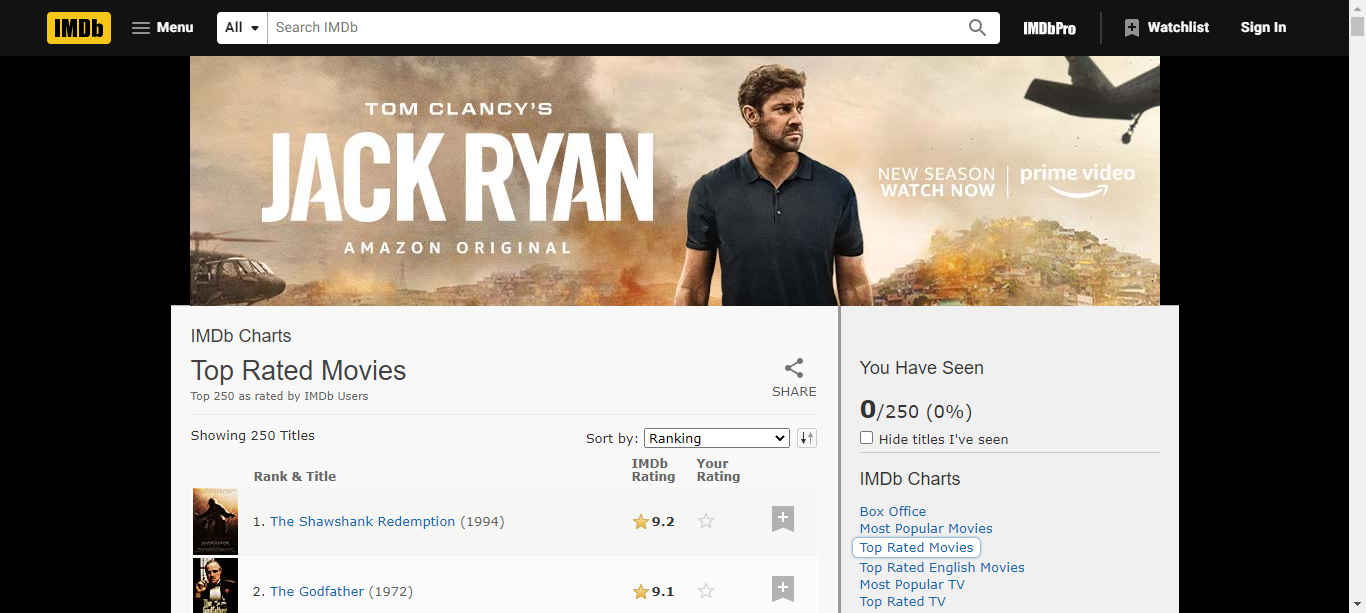 IMDb Menu All Search IMDb IMDbPro Watchlist Sign In
TOM CLANCY'S
JACK RYAN
AMAZON ORIGINAL
NEW SEASON
WATCH NOW
prime video
IMDb Charts
Top Rated Movies
Top 250 as rated by IMDb Users
SHARE
Showing 250 Titles
Sort by: Ranking
Rank & Title
IMDb Rating
Your Rating
1. The Shawshank Redemption (1994) 9.2
2. The Godfather (1972) 9.1
You Have Seen
0/250 (0%)
Hide titles I've seen
IMDb Charts
Box Office
Most Popular Movies
Top Rated Movies
Top Rated English Movies
Most Popular TV
Top Rated TV